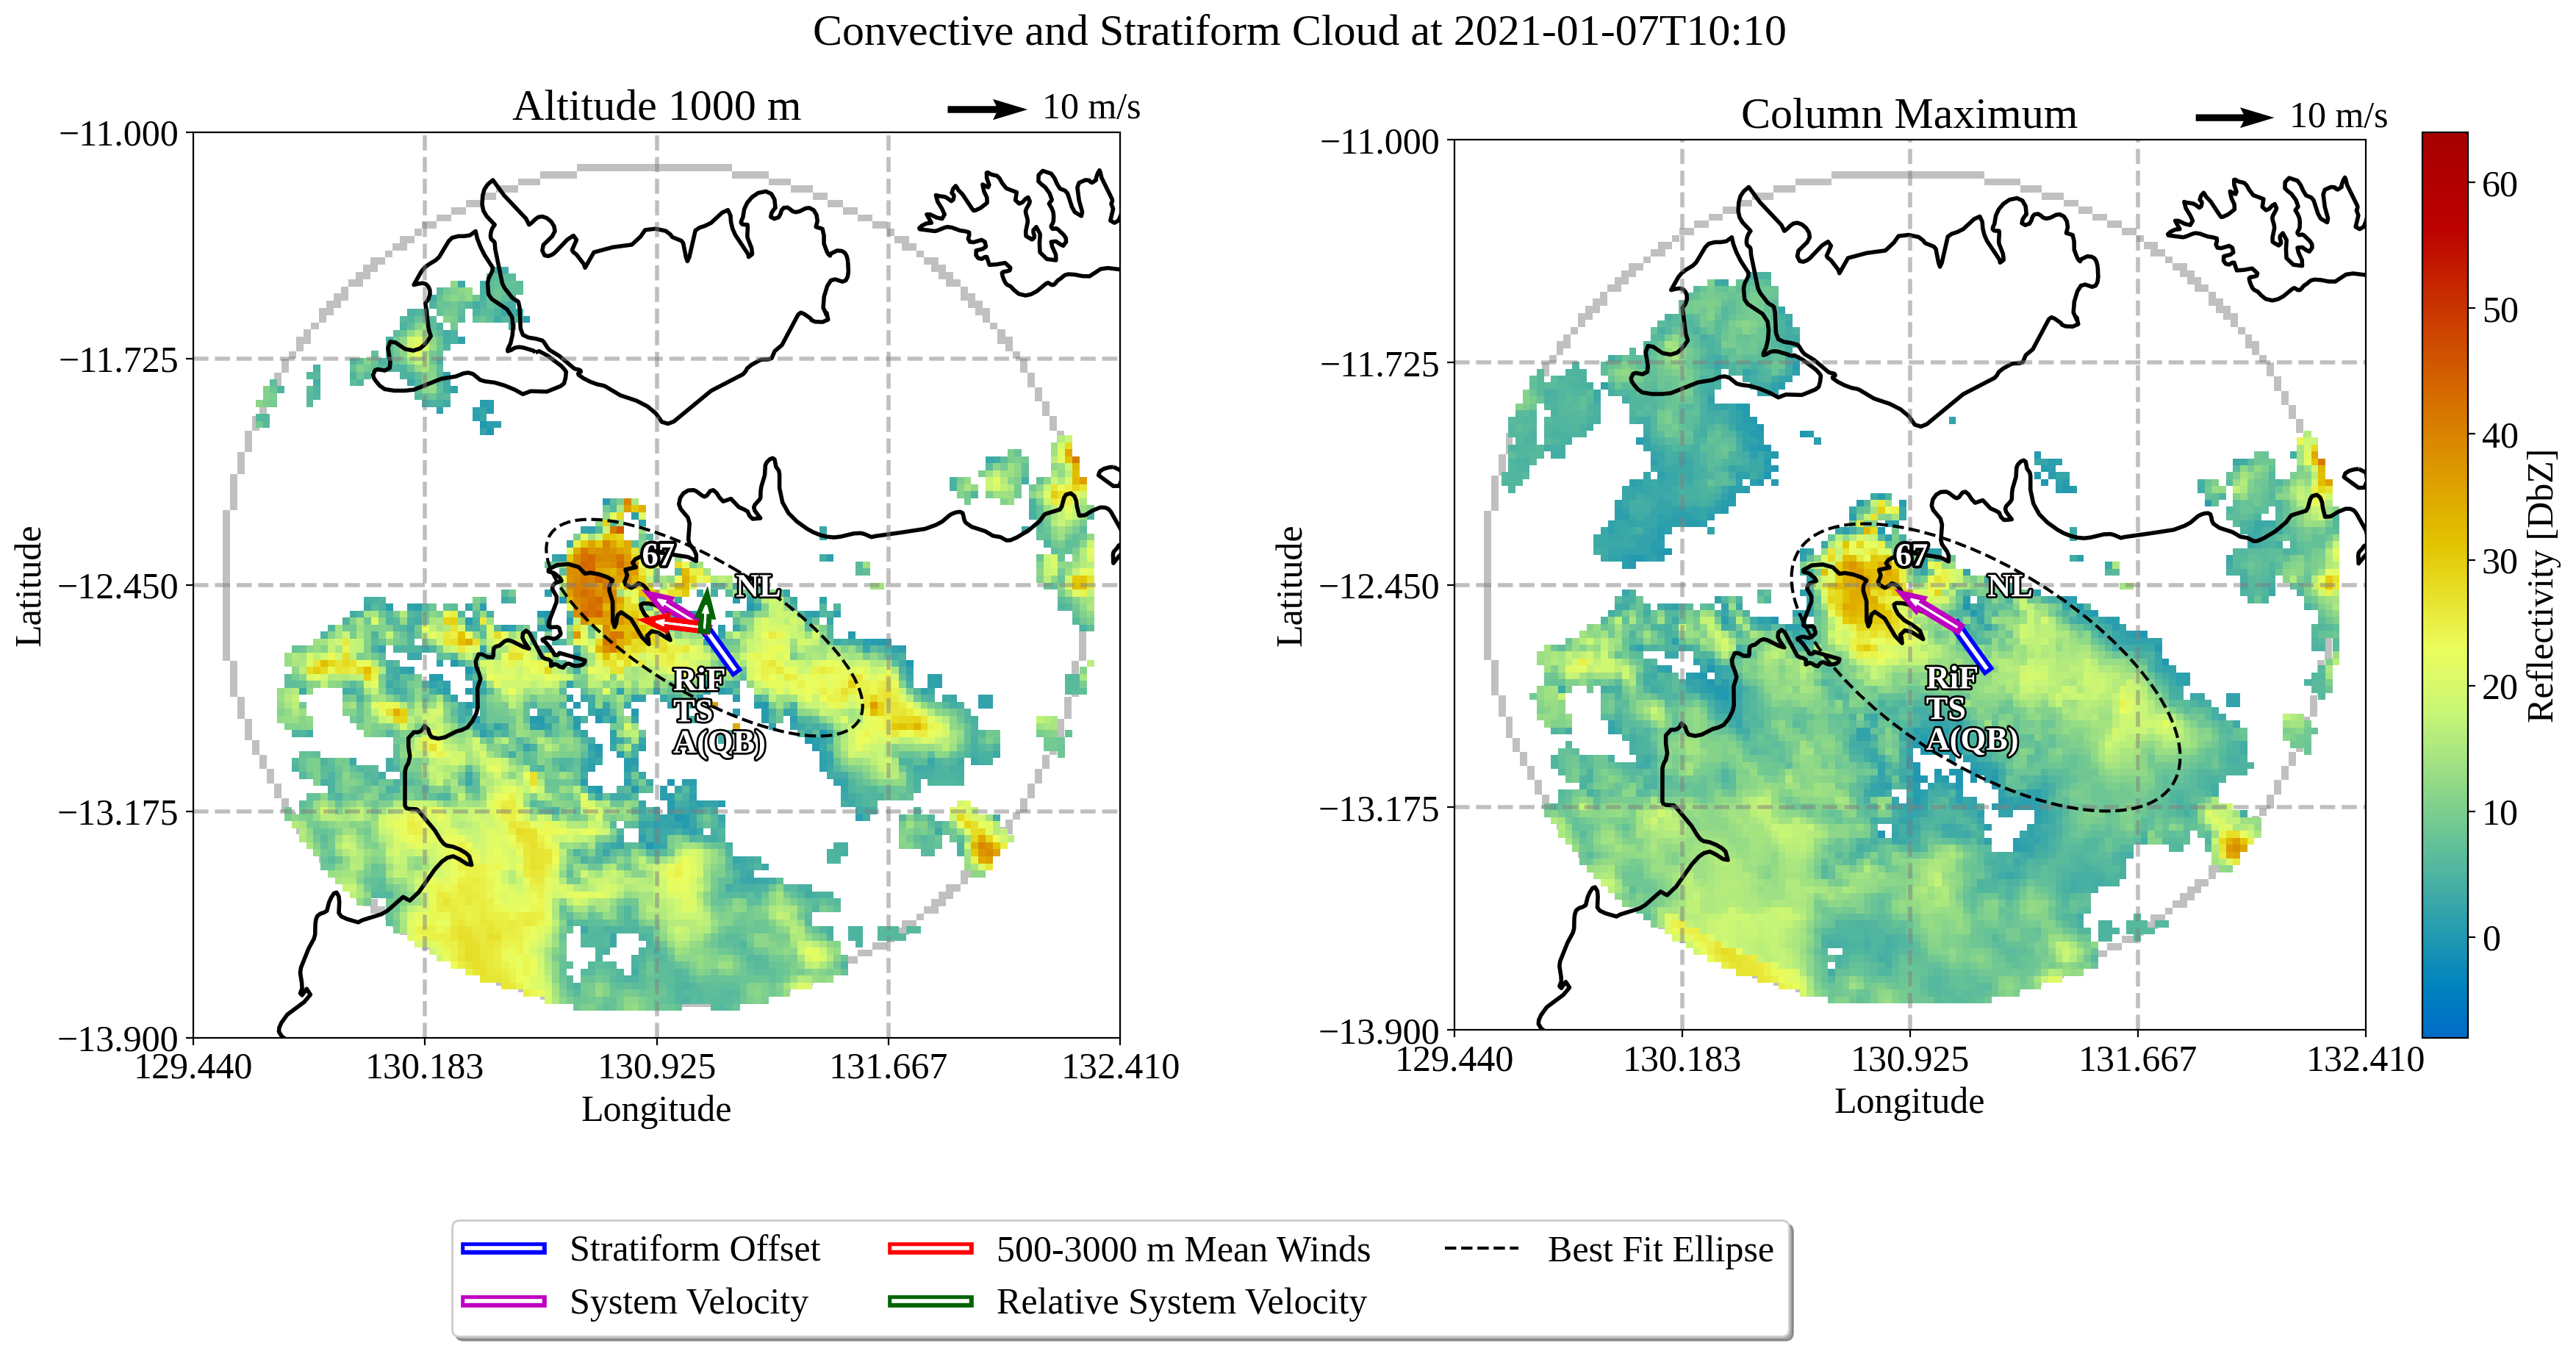 Convective and Stratiform Cloud at 2021-01-07T10:10
Altitude 1000 m
10 m/s
−11.000
−11.725
−12.450
−13.175
−13.900
Latitude
129.440
130.183
130.925
131.667
132.410
Longitude
67
NL
RiF
TS
A(QB)
Column Maximum
10 m/s
−11.000
−11.725
−12.450
−13.175
−13.900
Latitude
129.440
130.183
130.925
131.667
132.410
Longitude
67
NL
RiF
TS
A(QB)
60
50
40
30
20
10
0
Reflectivity [DbZ]
Stratiform Offset
500-3000 m Mean Winds
Best Fit Ellipse
System Velocity
Relative System Velocity